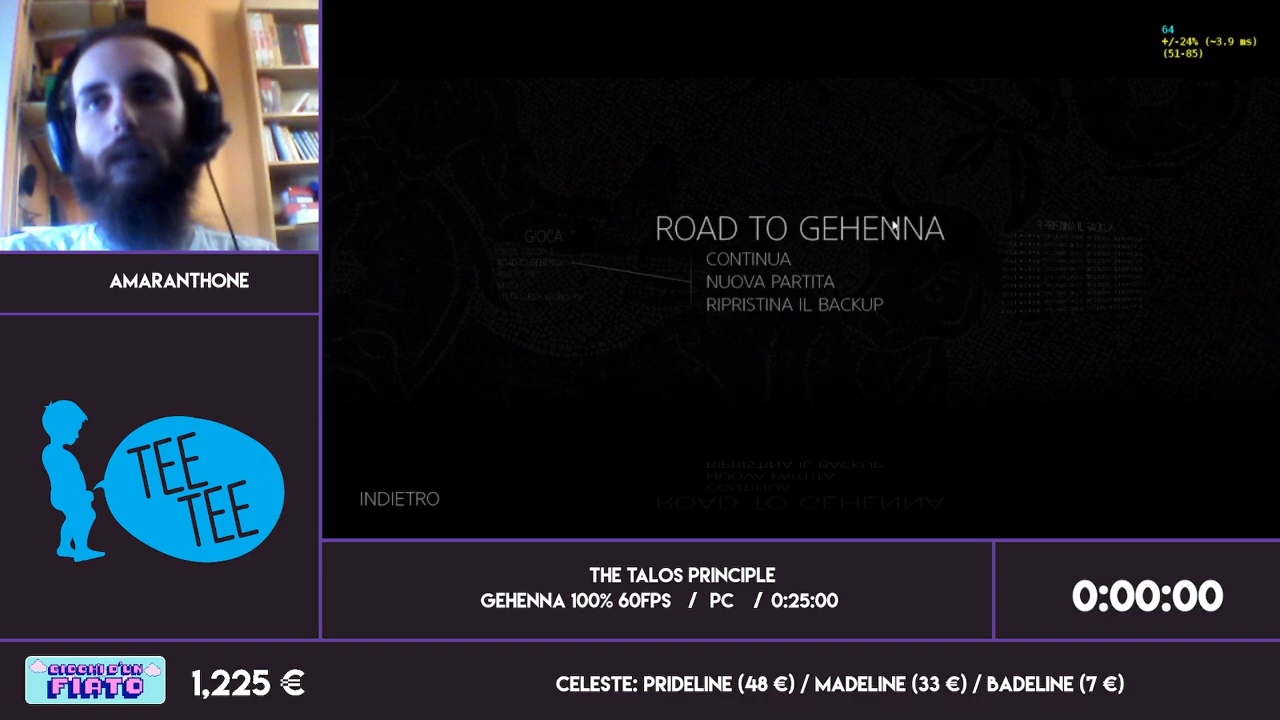 64
+/-24% (~3.9 ms)
(51-85)
ROAD TO GEHENNA
GIOCA
CONTINUA
NUOVA PARTITA
RIPRISTINA IL BACKUP
INDIETRO
AMARANTHONE
TEE
TEE
THE TALOS PRINCIPLE
GEHENNA 100% 60FPS / PC / 0:25:00
0:00:00
GIOCHI D'UN
FIATO
1,225 €
CELESTE: PRIDELINE (48 €) / MADELINE (33 €) / BADELINE (7 €)